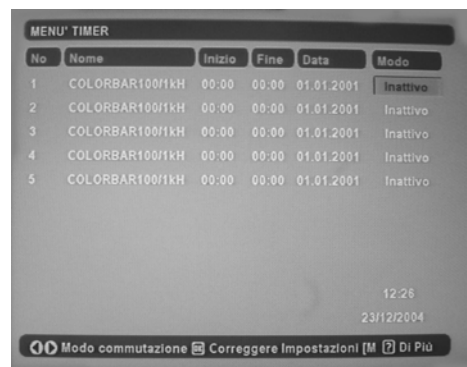 MENU' TIMER
No Nome Inizio Fine Data Modo
1 COLORBAR100/1kH 00:00 00:00 01.01.2001 Inattivo
2 COLORBAR100/1kH 00:00 00:00 01.01.2001 Inattivo
3 COLORBAR100/1kH 00:00 00:00 01.01.2001 Inattivo
4 COLORBAR100/1kH 00:00 00:00 01.01.2001 Inattivo
5 COLORBAR100/1kH 00:00 00:00 01.01.2001 Inattivo
12:26
23/12/2004
Modo commutazione OK Correggere Impostazioni [M ? Di Più